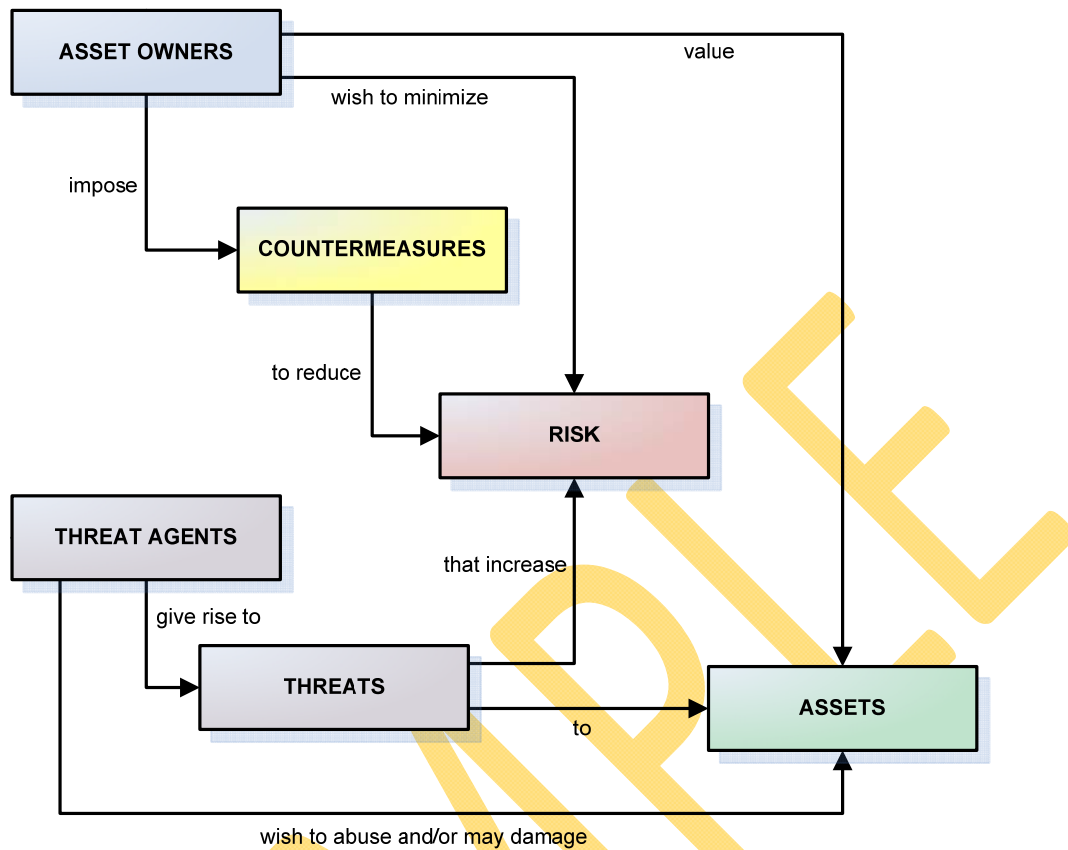 ASSET OWNERS
value
wish to minimize
impose
COUNTERMEASURES
to reduce
RISK
THREAT AGENTS
that increase
give rise to
THREATS
ASSETS
to
wish to abuse and/or may damage